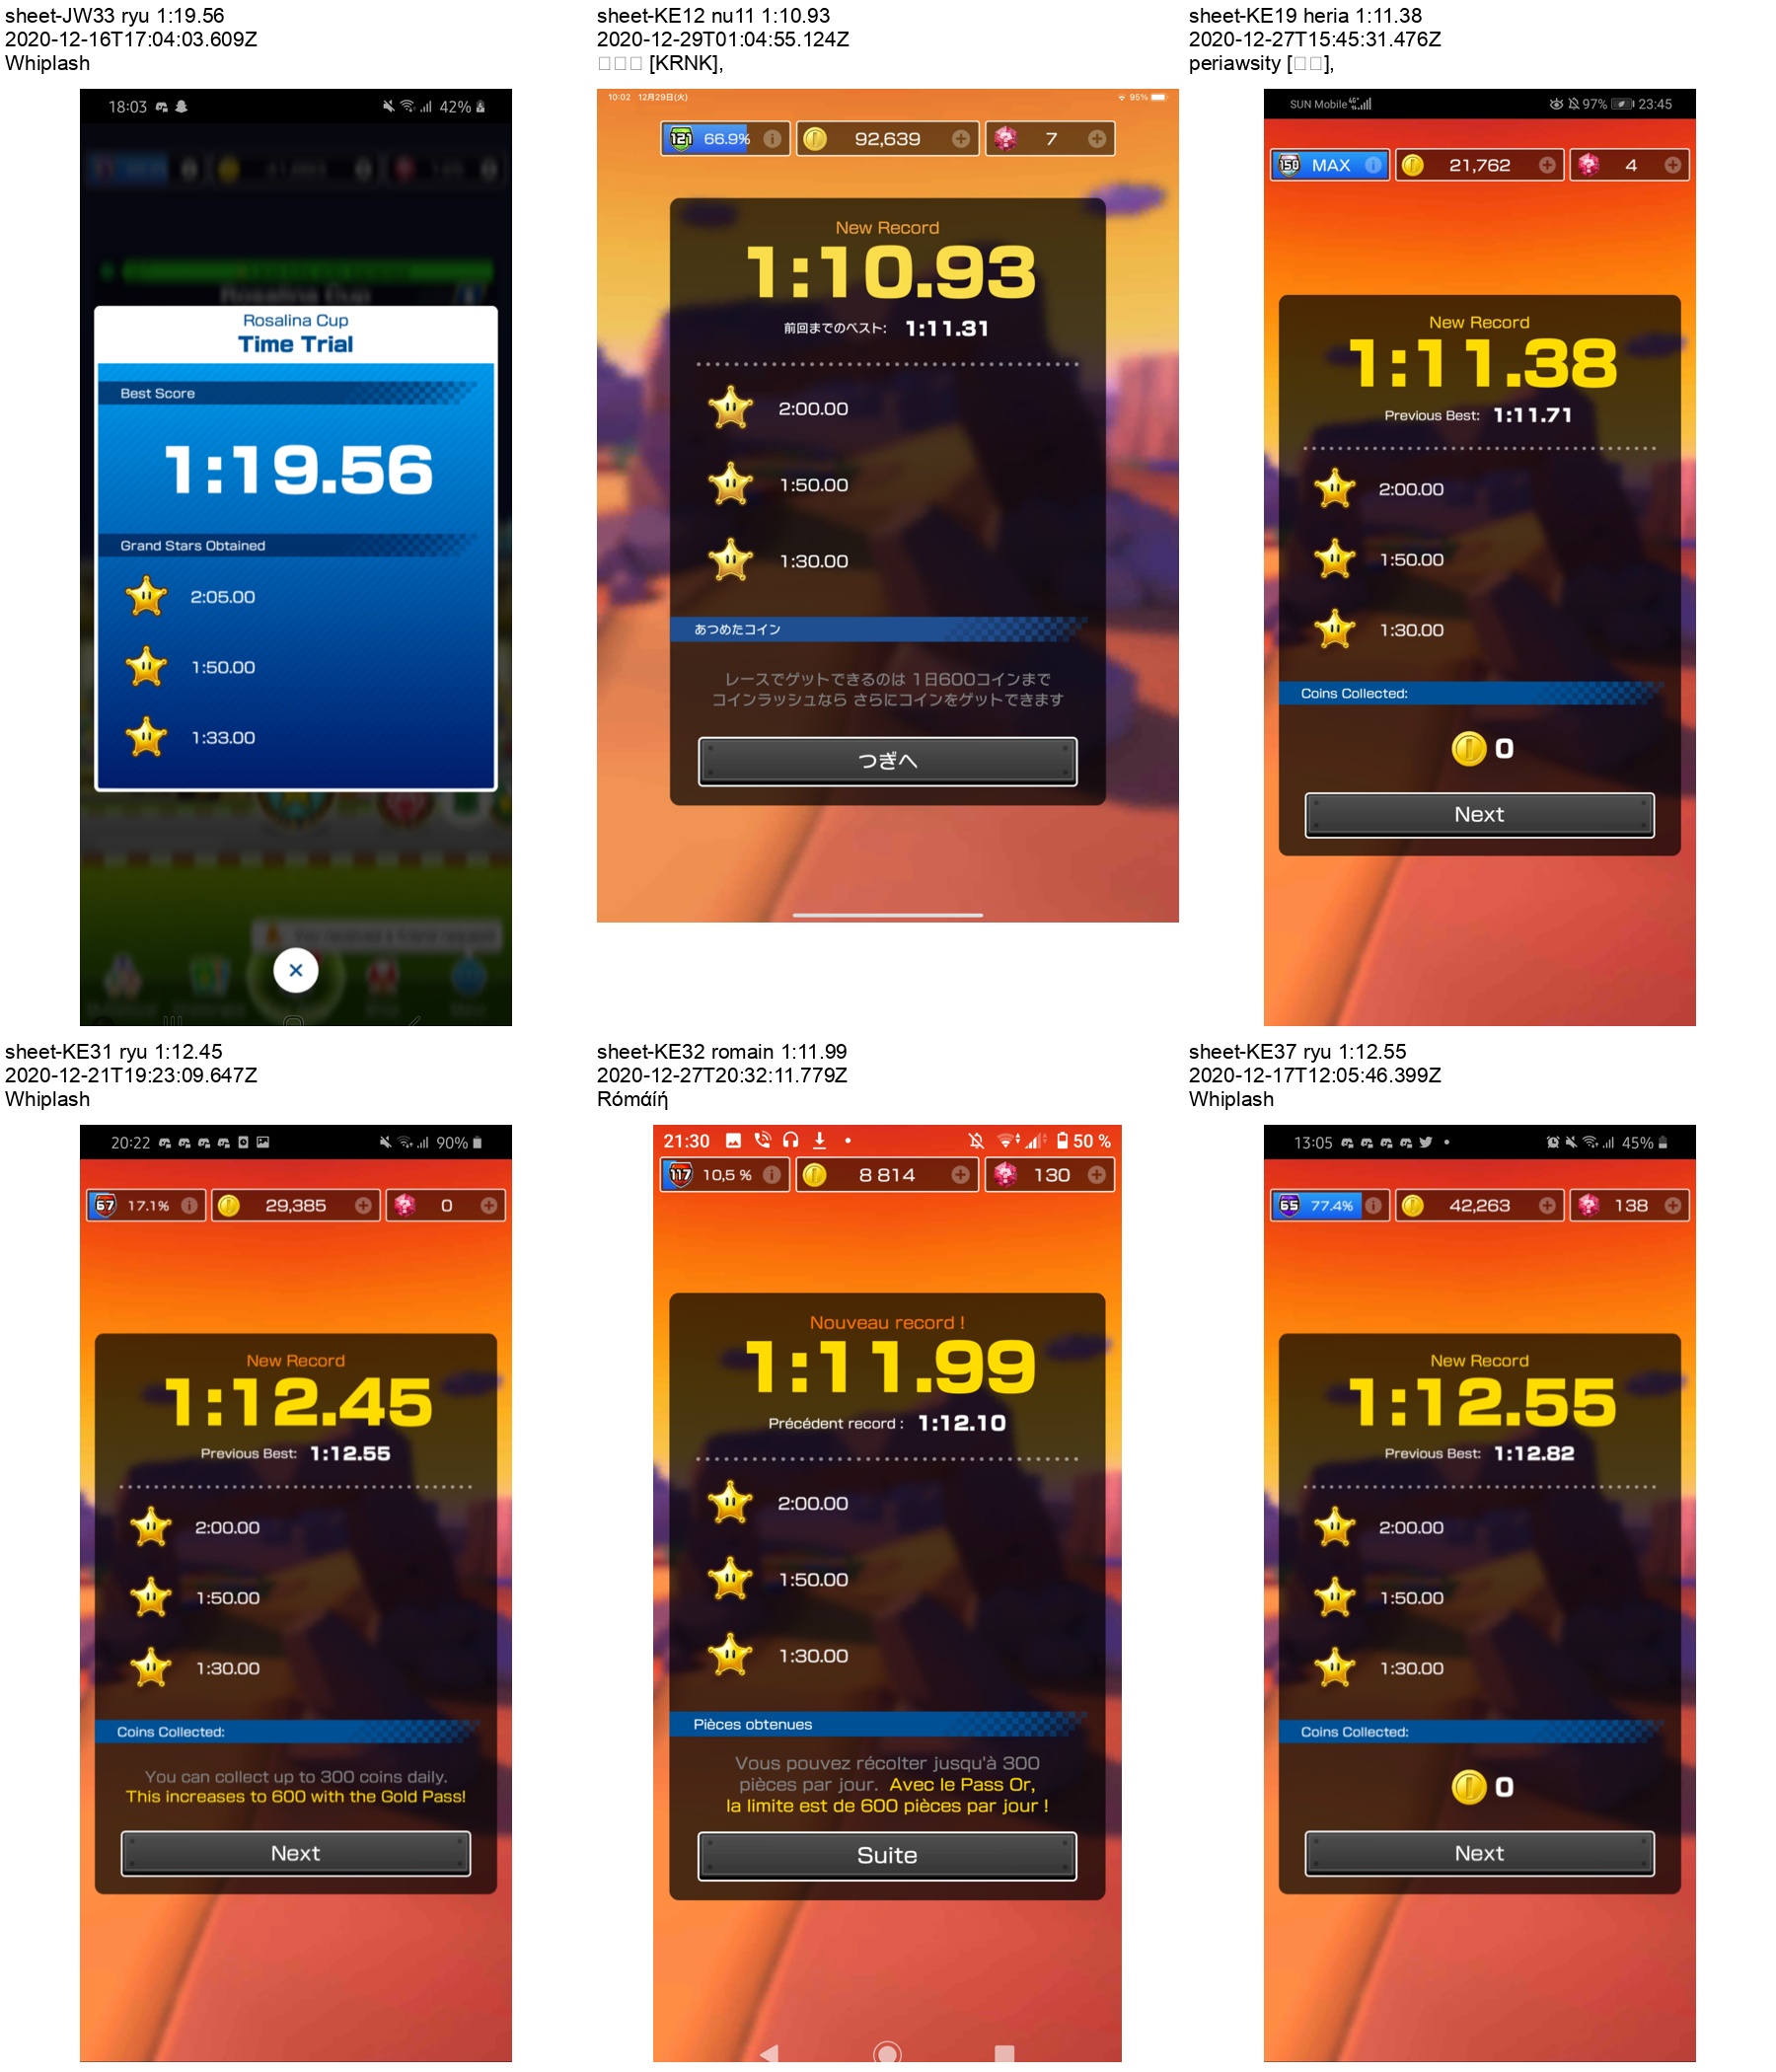 sheet-JW33 ryu 1:19.56
2020-12-16T17:04:03.609Z
Whiplash
18:03
42%
Rosalina Cup
Rosalina Cup
Time Trial
Best Score
1:19.56
Grand Stars Obtained
2:05.00
1:50.00
1:33.00
sheet-KE12 nu11 1:10.93
2020-12-29T01:04:55.124Z
□□□ [KRNK],
10:02 12月29日(火)
95%
121 66.9% i 92,639 7
New Record
1:10.93
前回までのベスト: 1:11.31
2:00.00
1:50.00
1:30.00
あつめたコイン
レースでゲットできるのは 1日600コインまで
コインラッシュなら さらにコインをゲットできます
つぎへ
sheet-KE19 heria 1:11.38
2020-12-27T15:45:31.476Z
periawsity [□□],
SUN Mobile 97% 23:45
150 MAX i 21,762 4
New Record
1:11.38
Previous Best: 1:11.71
2:00.00
1:50.00
1:30.00
Coins Collected:
0
Next
sheet-KE31 ryu 1:12.45
2020-12-21T19:23:09.647Z
Whiplash
20:22 90%
67 17.1% i 29,385 0
New Record
1:12.45
Previous Best: 1:12.55
2:00.00
1:50.00
1:30.00
Coins Collected:
You can collect up to 300 coins daily.
This increases to 600 with the Gold Pass!
Next
sheet-KE32 romain 1:11.99
2020-12-27T20:32:11.779Z
Rómάíή
21:30 50 %
117 10,5 % i 8 814 130
Nouveau record !
1:11.99
Précédent record : 1:12.10
2:00.00
1:50.00
1:30.00
Pièces obtenues
Vous pouvez récolter jusqu'à 300
pièces par jour. Avec le Pass Or,
la limite est de 600 pièces par jour !
Suite
sheet-KE37 ryu 1:12.55
2020-12-17T12:05:46.399Z
Whiplash
13:05 45%
65 77.4% i 42,263 138
New Record
1:12.55
Previous Best: 1:12.82
2:00.00
1:50.00
1:30.00
Coins Collected:
0
Next